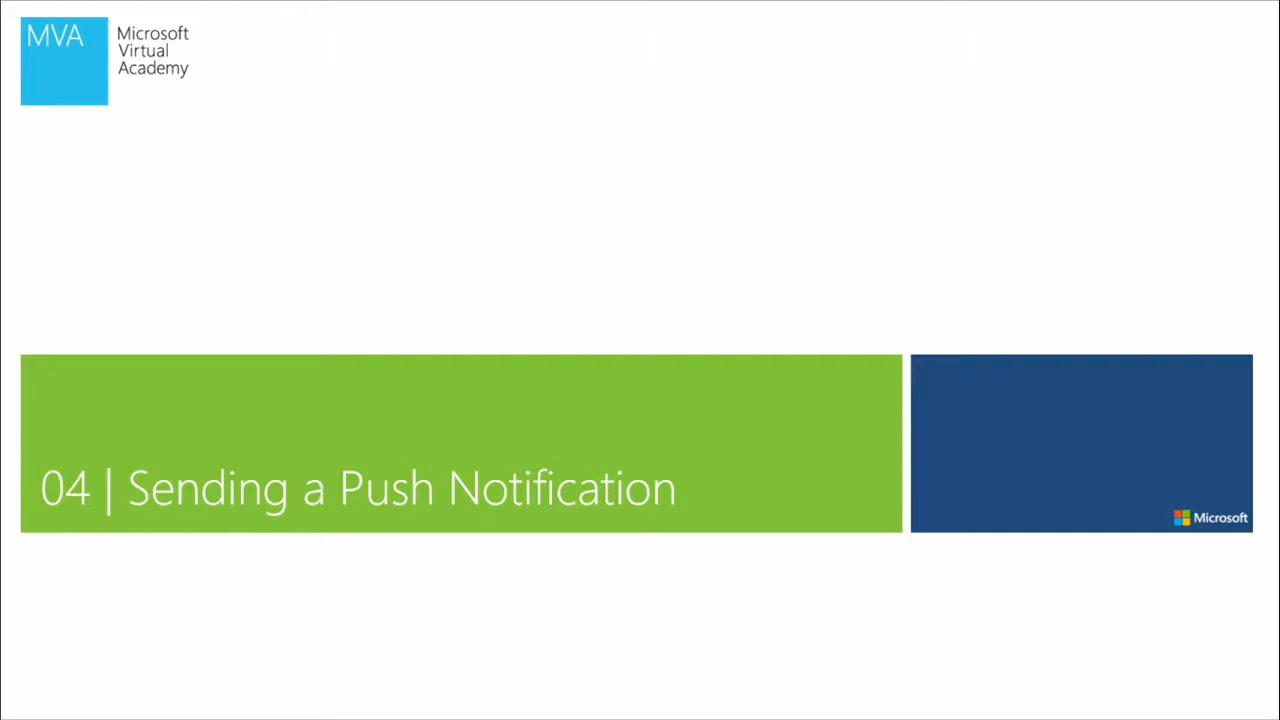 MVA
Microsoft
Virtual
Academy
04 | Sending a Push Notification
Microsoft